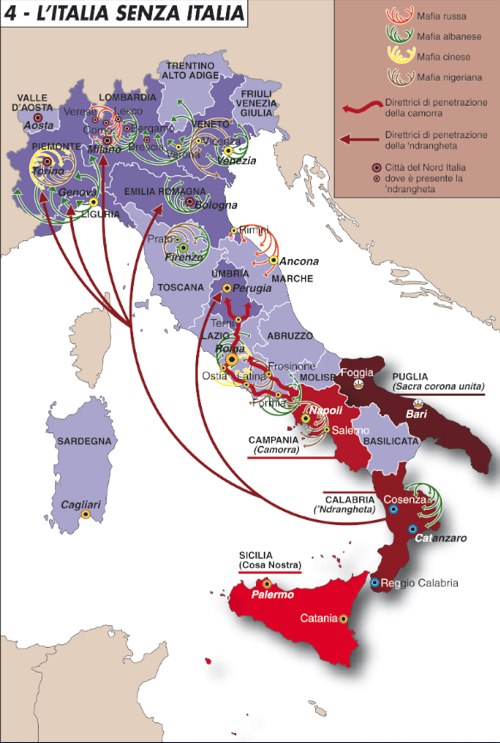 4 - L'ITALIA SENZA ITALIA
Mafia russa
Mafia albanese
Mafia cinese
Mafia nigeriana
Direttrici di penetrazione
della camorra
Direttrici di penetrazione
della 'ndrangheta
Città del Nord Italia
dove è presente la
'ndrangheta
TRENTINO
ALTO ADIGE
VALLE
D'AOSTA
Aosta
LOMBARDIA
FRIULI
VENEZIA
GIULIA
Varese
Lecco
Como
Bergamo
Milano
Brescia
VENETO
Vicenza
Verona
Venezia
PIEMONTE
Torino
Genova
LIGURIA
EMILIA ROMAGNA
Bologna
Prato
Firenze
Rimini
Ancona
MARCHE
TOSCANA
UMBRIA
Perugia
Terni
LAZIO
Roma
ABRUZZO
Ostia
Latina
Frosinone
MOLISE
Formia
Foggia
PUGLIA
(Sacra corona unita)
Bari
Napoli
Salerno
CAMPANIA
(Camorra)
BASILICATA
SARDEGNA
Cagliari
CALABRIA
('Ndrangheta)
Cosenza
Catanzaro
Reggio Calabria
SICILIA
(Cosa Nostra)
Palermo
Catania